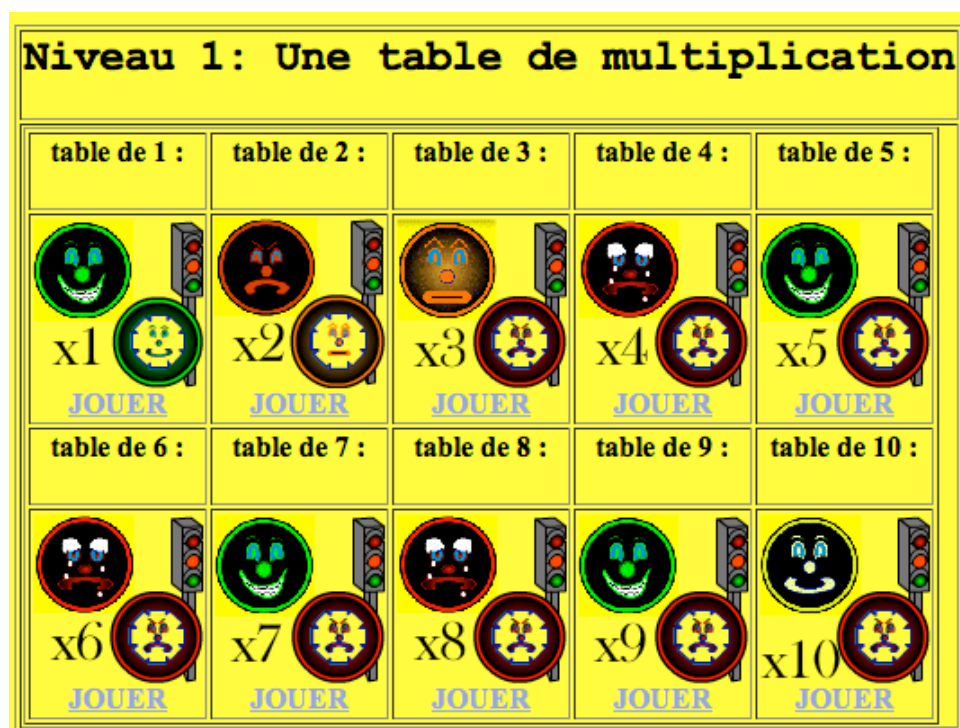 Niveau 1: Une table de multiplication
table de 1 : table de 2 : table de 3 : table de 4 : table de 5 :
x1 x2 x3 x4 x5
JOUER JOUER JOUER JOUER JOUER
table de 6 : table de 7 : table de 8 : table de 9 : table de 10 :
x6 x7 x8 x9 x10
JOUER JOUER JOUER JOUER JOUER